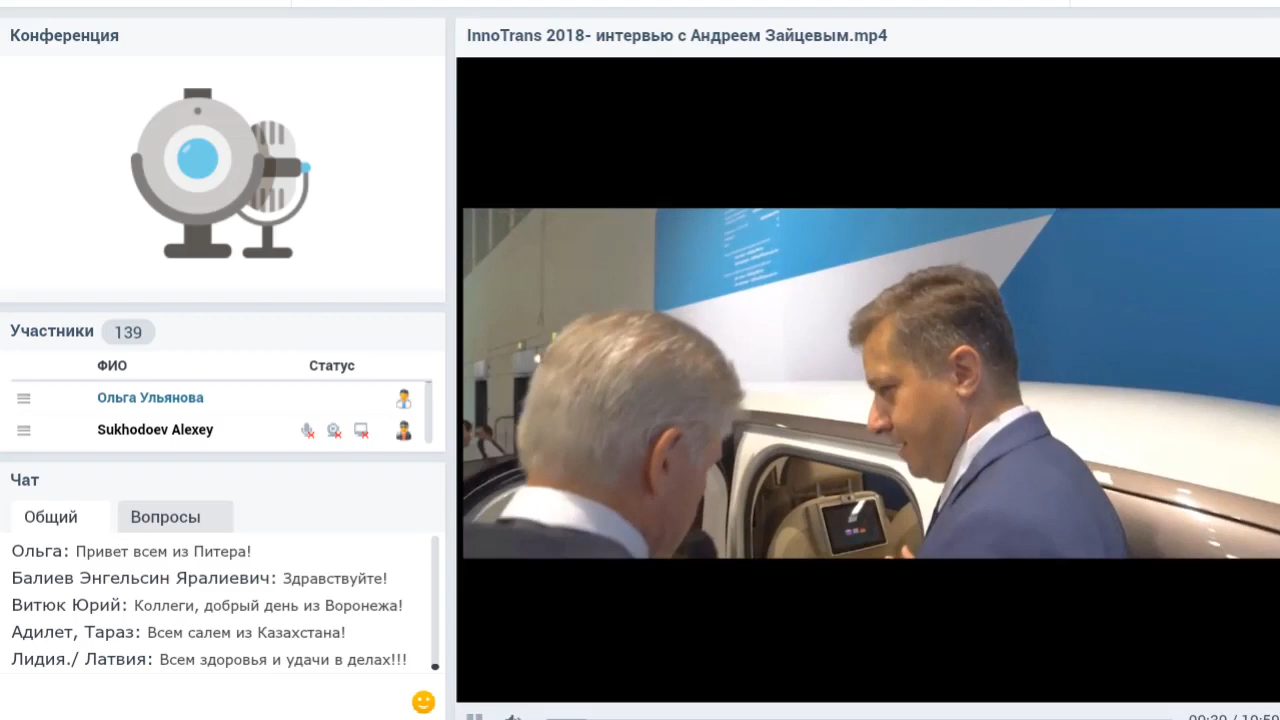 Конференция
InnoTrans 2018- интервью с Андреем Зайцевым.mp4
Участники 139
ФИО Статус
Ольга Ульянова
Sukhodoev Alexey
Чат
Общий Вопросы
Ольга: Привет всем из Питера!
Балиев Энгельсин Яралиевич: Здравствуйте!
Витюк Юрий: Коллеги, добрый день из Воронежа!
Адилет, Тараз: Всем салем из Казахстана!
Лидия./ Латвия: Всем здоровья и удачи в делах!!!